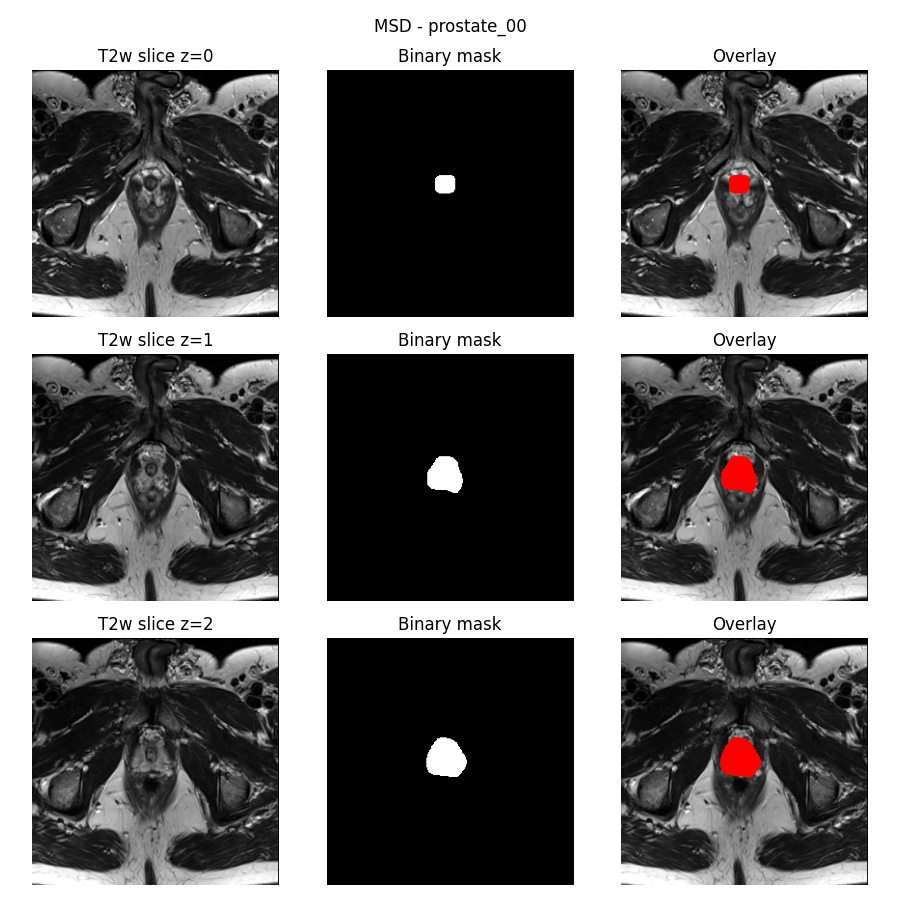 MSD - prostate_00
T2w slice z=0 Binary mask Overlay
T2w slice z=1 Binary mask Overlay
T2w slice z=2 Binary mask Overlay